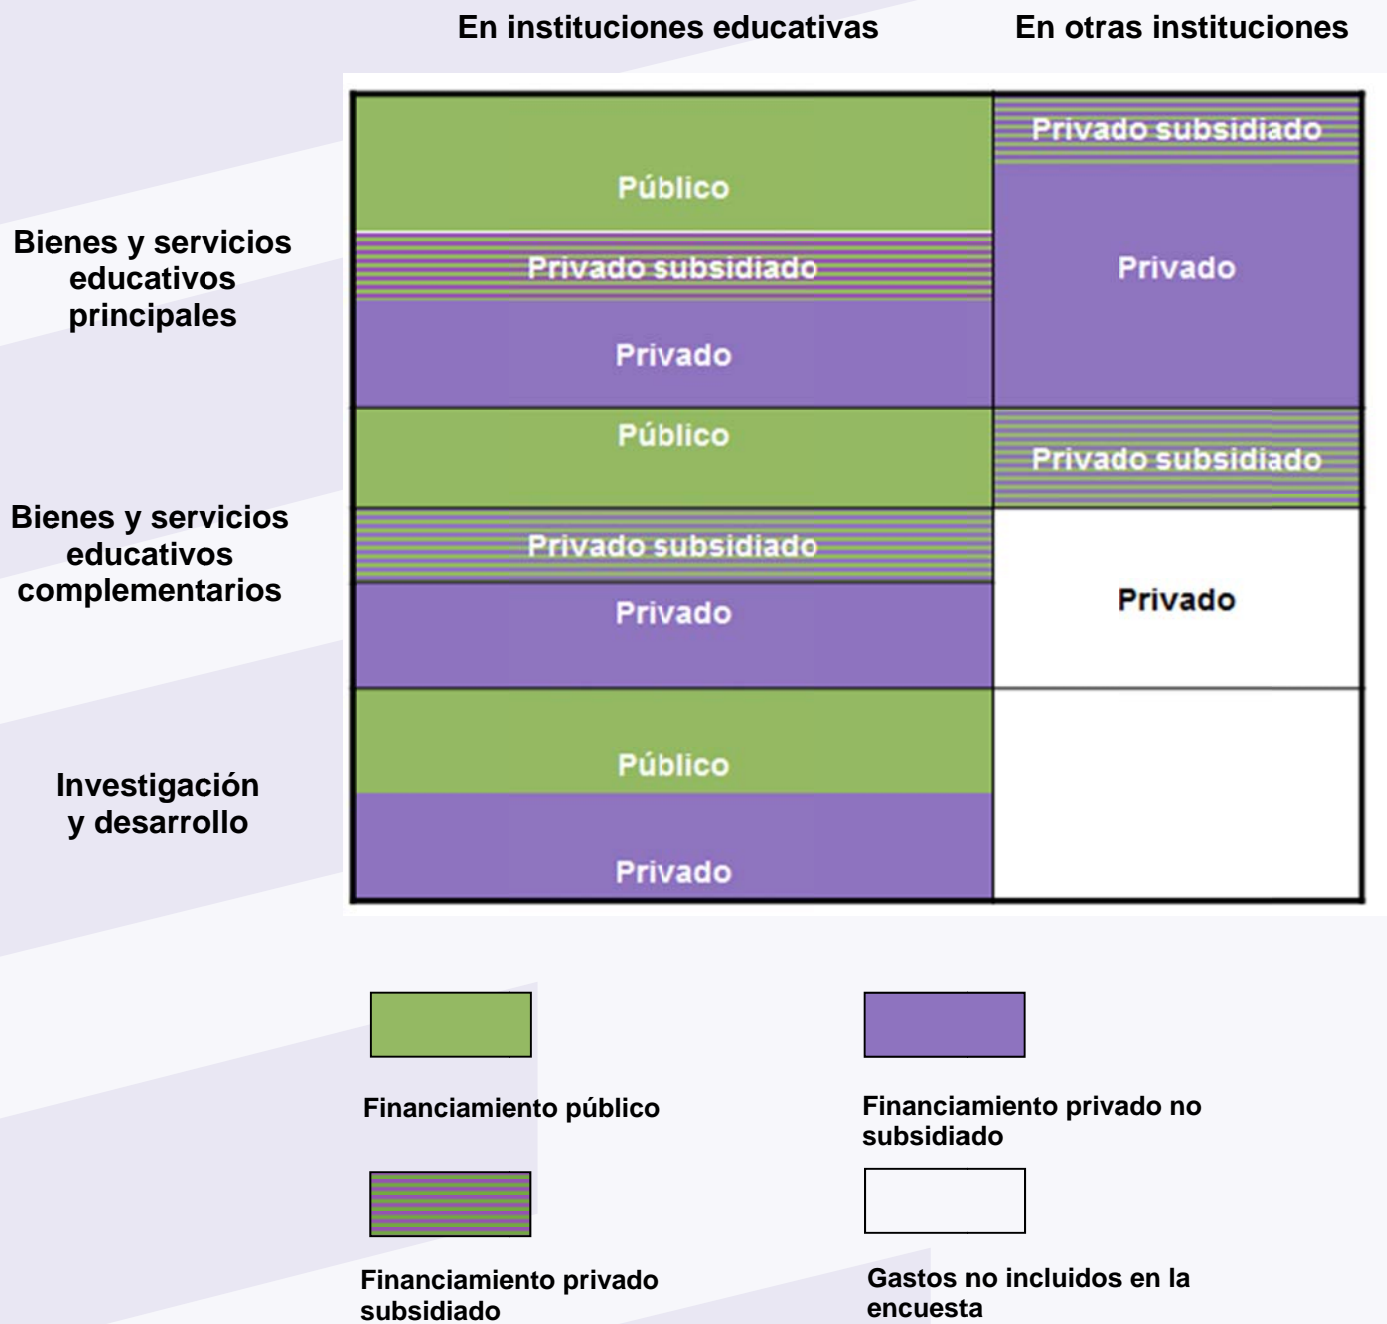 En instituciones educativas
En otras instituciones
Bienes y servicios
educativos
principales
Público
Privado subsidiado
Privado
Privado subsidiado
Privado
Bienes y servicios
educativos
complementarios
Público
Privado subsidiado
Privado
Privado subsidiado
Privado
Investigación
y desarrollo
Público
Privado
Financiamiento público
Financiamiento privado no
subsidiado
Financiamiento privado
subsidiado
Gastos no incluidos en la
encuesta